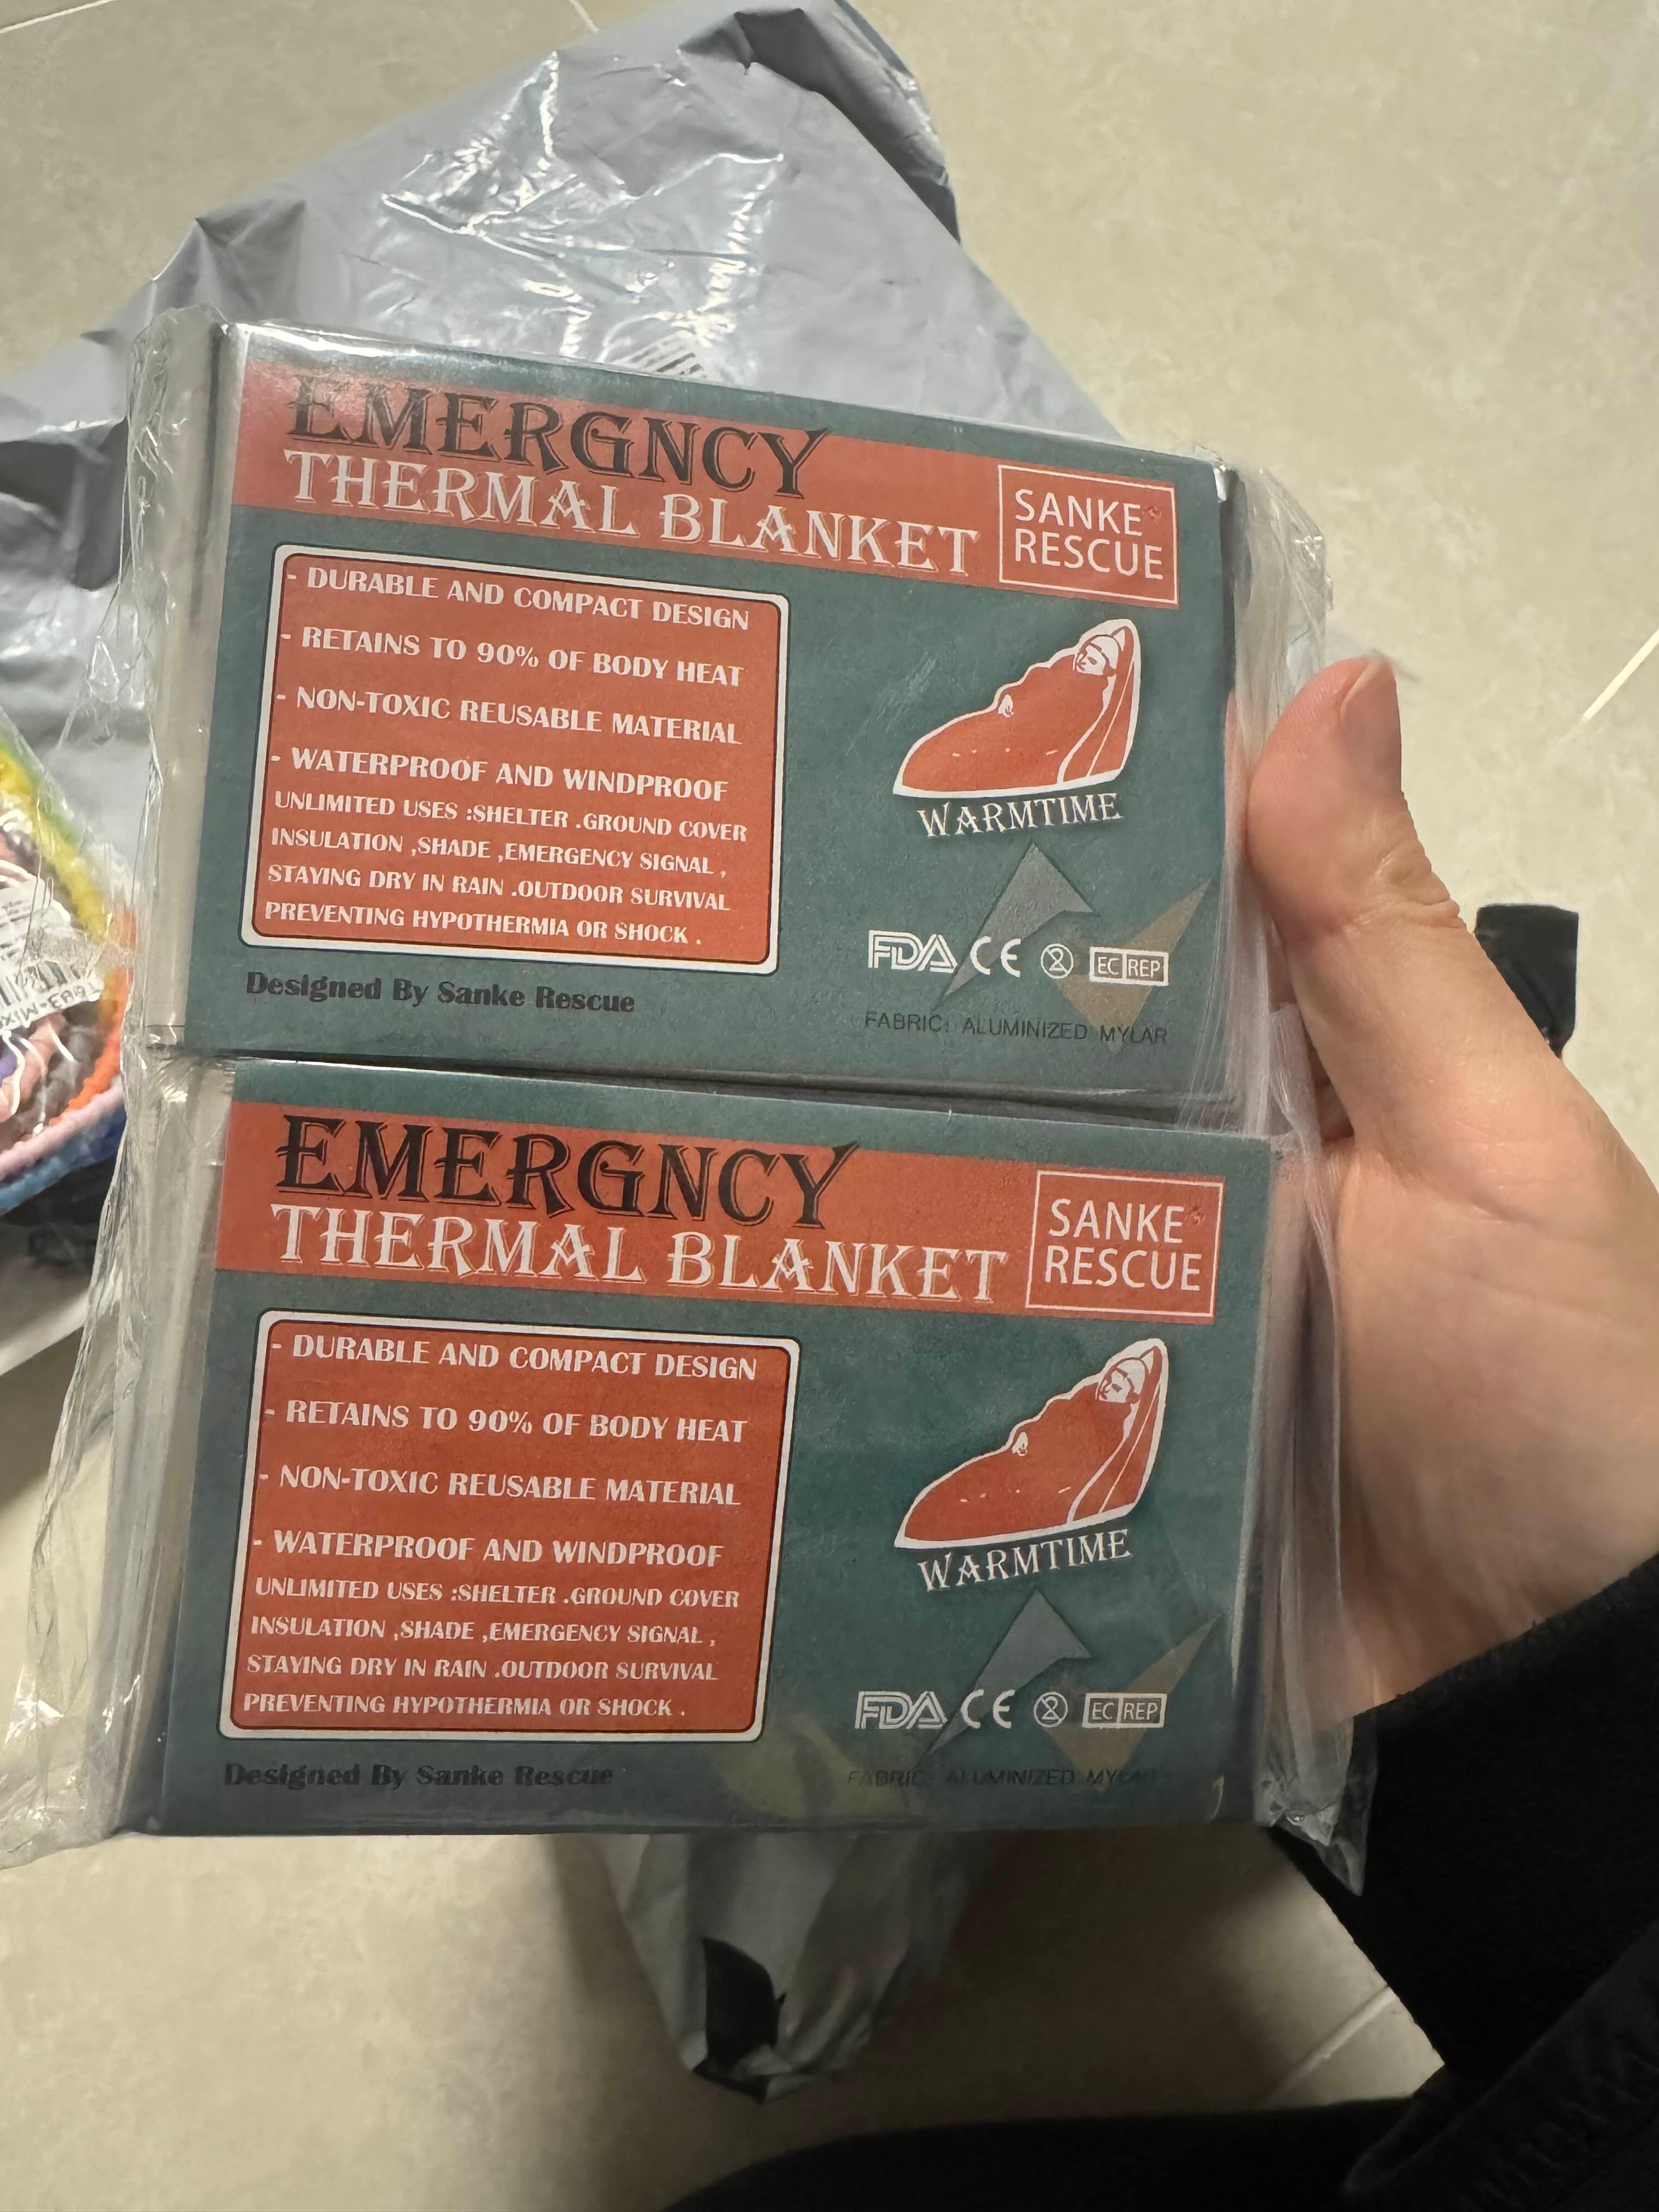 EMERGNCY
THERMAL BLANKET
SANKE
RESCUE
- DURABLE AND COMPACT DESIGN
- RETAINS TO 90% OF BODY HEAT
- NON-TOXIC REUSABLE MATERIAL
- WATERPROOF AND WINDPROOF
UNLIMITED USES :SHELTER .GROUND COVER
INSULATION ,SHADE ,EMERGENCY SIGNAL ,
STAYING DRY IN RAIN .OUTDOOR SURVIVAL
PREVENTING HYPOTHERMIA OR SHOCK .
WARMTIME
FDA CE 2 EC REP
Designed By Sanke Rescue
FABRIC: ALUMINIZED MYLAR
EMERGNCY
THERMAL BLANKET
SANKE
RESCUE
- DURABLE AND COMPACT DESIGN
- RETAINS TO 90% OF BODY HEAT
- NON-TOXIC REUSABLE MATERIAL
- WATERPROOF AND WINDPROOF
UNLIMITED USES :SHELTER .GROUND COVER
INSULATION ,SHADE ,EMERGENCY SIGNAL ,
STAYING DRY IN RAIN .OUTDOOR SURVIVAL
PREVENTING HYPOTHERMIA OR SHOCK .
WARMTIME
FDA CE 2 EC REP
Designed By Sanke Rescue
FABRIC: ALUMINIZED MYLAR